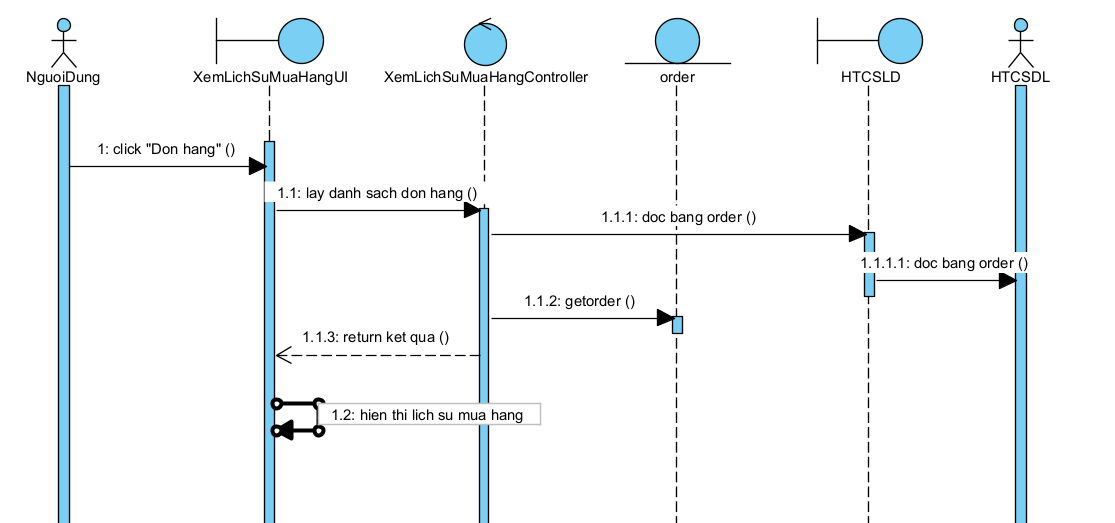 NguoiDung
XemLichSuMuaHangUI
XemLichSuMuaHangController
order
HTCSLD
HTCSDL
1: click "Don hang" ()
1.1: lay danh sach don hang ()
1.1.1: doc bang order ()
1.1.1.1: doc bang order ()
1.1.2: getorder ()
1.1.3: return ket qua ()
1.2: hien thi lich su mua hang